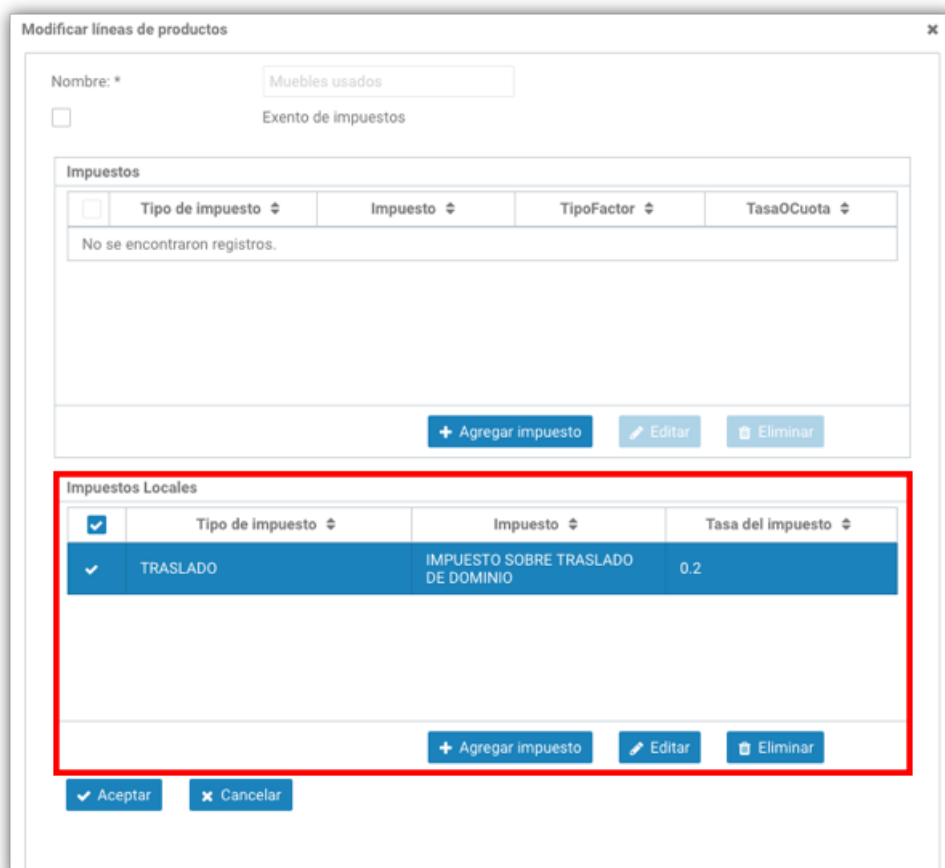 Modificar líneas de productos
Nombre: *
Muebles usados
Exento de impuestos
Impuestos
Tipo de impuesto Impuesto TipoFactor TasaOCuota
No se encontraron registros.
Agregar impuesto Editar Eliminar
Impuestos Locales
Tipo de impuesto Impuesto Tasa del impuesto
TRASLADO IMPUESTO SOBRE TRASLADO 0.2
DE DOMINIO
Agregar impuesto Editar Eliminar
Aceptar Cancelar